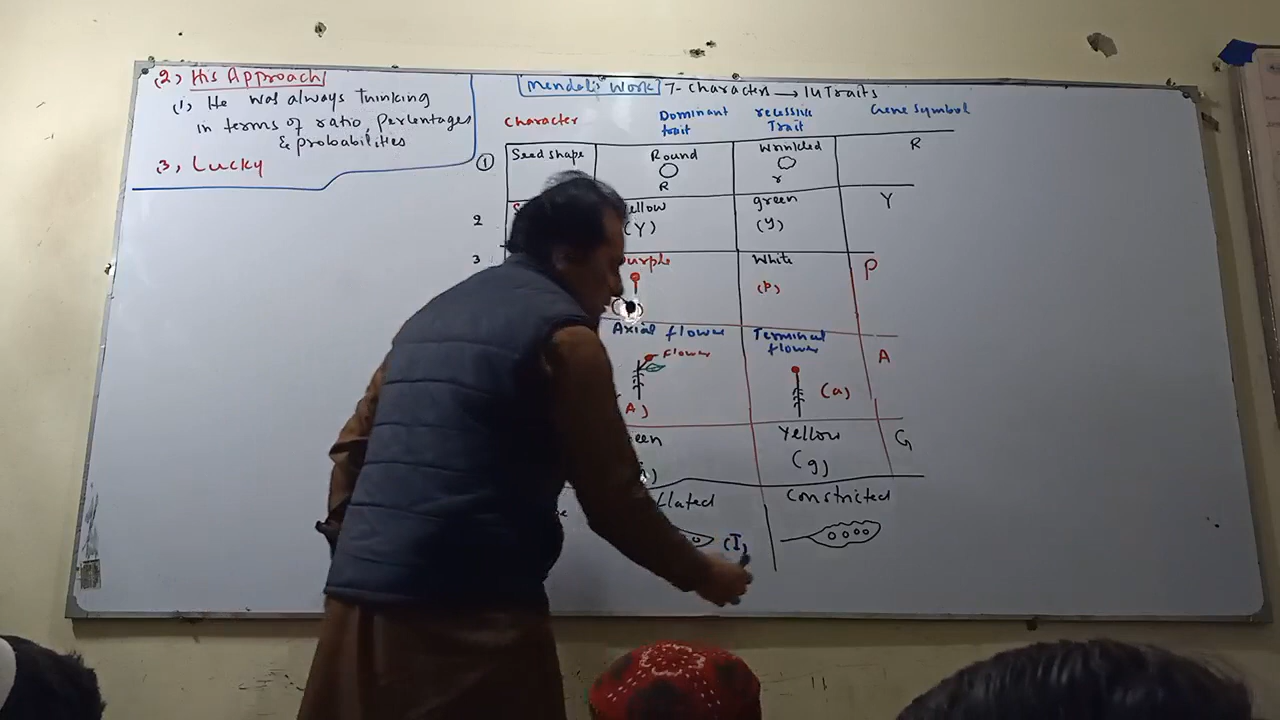 (2) His Approach
(1) He was always Thinking
in terms of ratio, Percentages
& probabilities
3, Lucky
Mendel's Work 7- Characters → 14 Traits
Character
Dominant trait
recessive Trait
Gene Symbol
① Seed shape
Round
R
Wrinkled
r
R
2
ellow
(Y)
green
(y)
Y
3
urple
White
(p)
P
Axial flower
Flower
A)
Terminal flower
(a)
A
een
Yellow
(g)
G
flated
(I)
Constricted